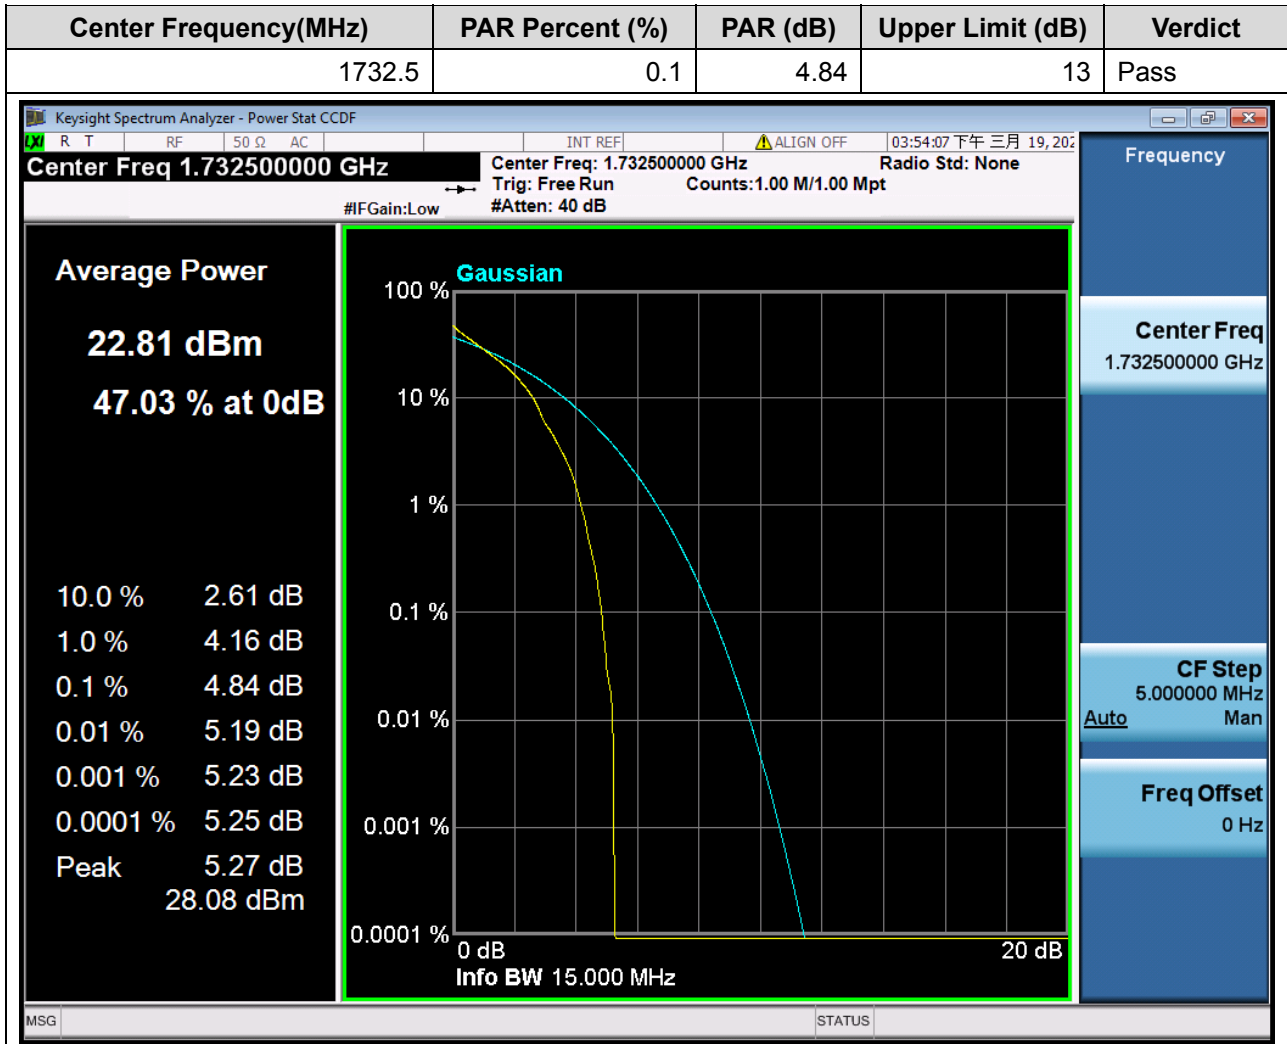 Center Frequency(MHz) PAR Percent (%) PAR (dB) Upper Limit (dB) Verdict
1732.5 0.1 4.84 13 Pass
Keysight Spectrum Analyzer - Power Stat CCDF
LXI R T RF 50 Ω AC INT REF ALIGN OFF 03:54:07 下午 三月 19, 202
Center Freq 1.732500000 GHz
#IFGain:Low
Center Freq: 1.732500000 GHz Radio Std: None
Trig: Free Run Counts:1.00 M/1.00 Mpt
#Atten: 40 dB
Average Power
22.81 dBm
47.03 % at 0dB
10.0 % 2.61 dB
1.0 % 4.16 dB
0.1 % 4.84 dB
0.01 % 5.19 dB
0.001 % 5.23 dB
0.0001 % 5.25 dB
Peak 5.27 dB
28.08 dBm
Gaussian
100 %
10 %
1 %
0.1 %
0.01 %
0.001 %
0.0001 %
0 dB 20 dB
Info BW 15.000 MHz
Frequency
Center Freq
1.732500000 GHz
CF Step
5.000000 MHz
Auto Man
Freq Offset
0 Hz
MSG STATUS